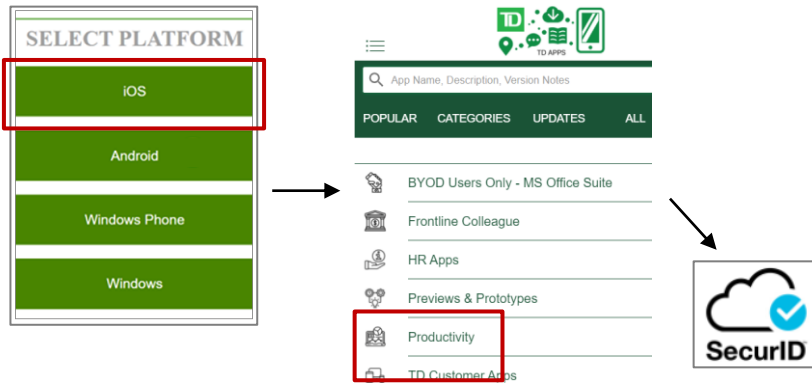 SELECT PLATFORM
iOS
Android
Windows Phone
Windows
TD
TD APPS
App Name, Description, Version Notes
POPULAR CATEGORIES UPDATES ALL
BYOD Users Only - MS Office Suite
Frontline Colleague
HR Apps
Previews & Prototypes
Productivity
TD Customer Apps
SecurID